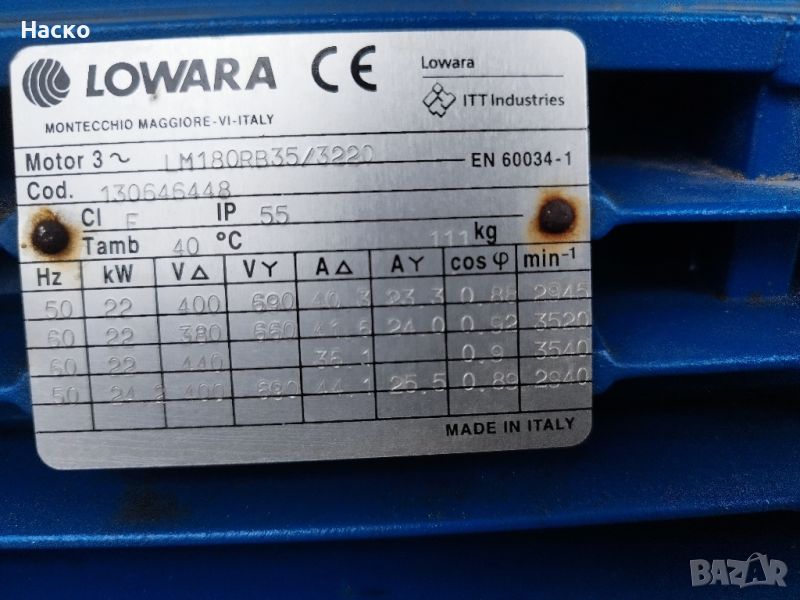 Наско
LOWARA CE
MONTECCHIO MAGGIORE-VI-ITALY
Lowara
ITT Industries
Motor 3~ LM180RB35/3220 EN 60034-1
Cod. 130646448
Cl F IP 55
Tamb 40 °C 111 kg
Hz kW V△ VY A△ AY cos φ min⁻¹
50 22 400 690 40.3 23.3 0.88 2945
60 22 380 660 41.6 24.0 0.92 3520
60 22 440 36.1 0.9 3540
50 24.2 400 690 44.1 25.5 0.89 2940
MADE IN ITALY
BAZAR